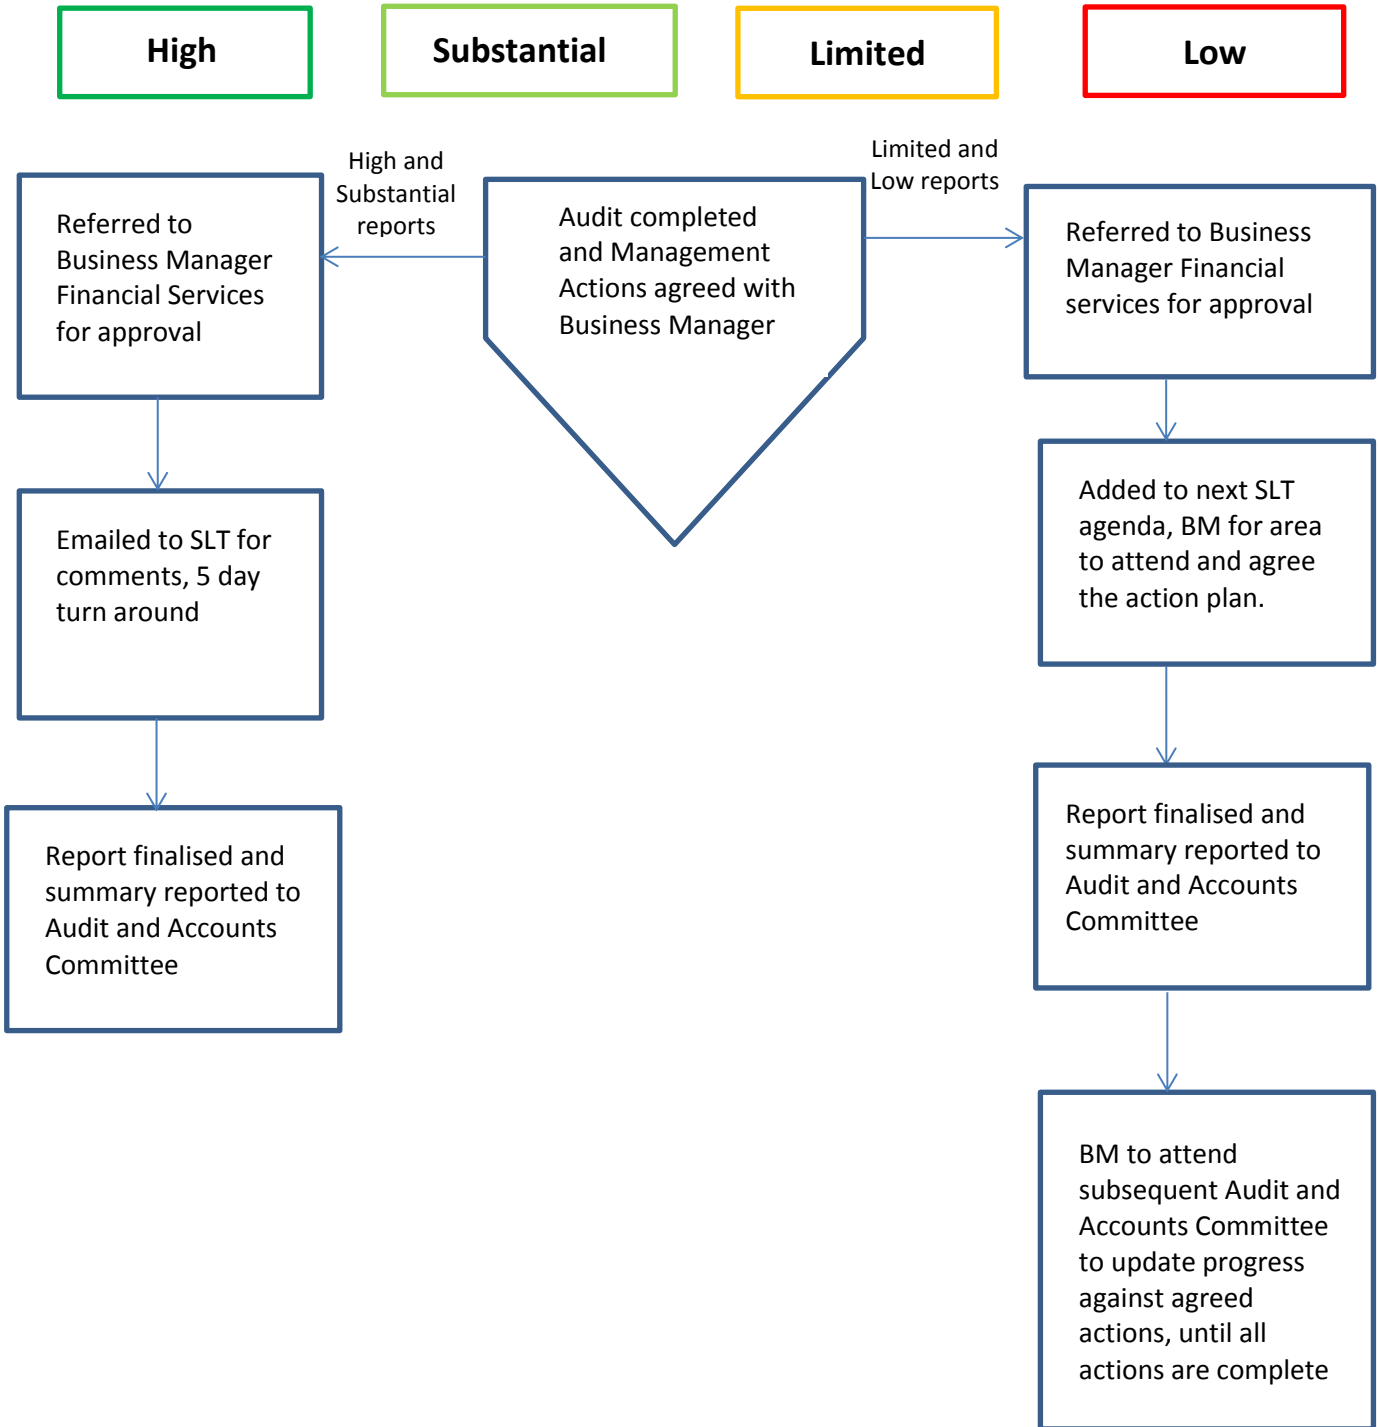 High
Substantial
Limited
Low
High and
Substantial
reports
Limited and
Low reports
Referred to
Business Manager
Financial Services
for approval
Audit completed
and Management
Actions agreed with
Business Manager
Referred to Business
Manager Financial
services for approval
Emailed to SLT for
comments, 5 day
turn around
Added to next SLT
agenda, BM for area
to attend and agree
the action plan.
Report finalised and
summary reported to
Audit and Accounts
Committee
Report finalised and
summary reported to
Audit and Accounts
Committee
BM to attend
subsequent Audit and
Accounts Committee
to update progress
against agreed
actions, until all
actions are complete